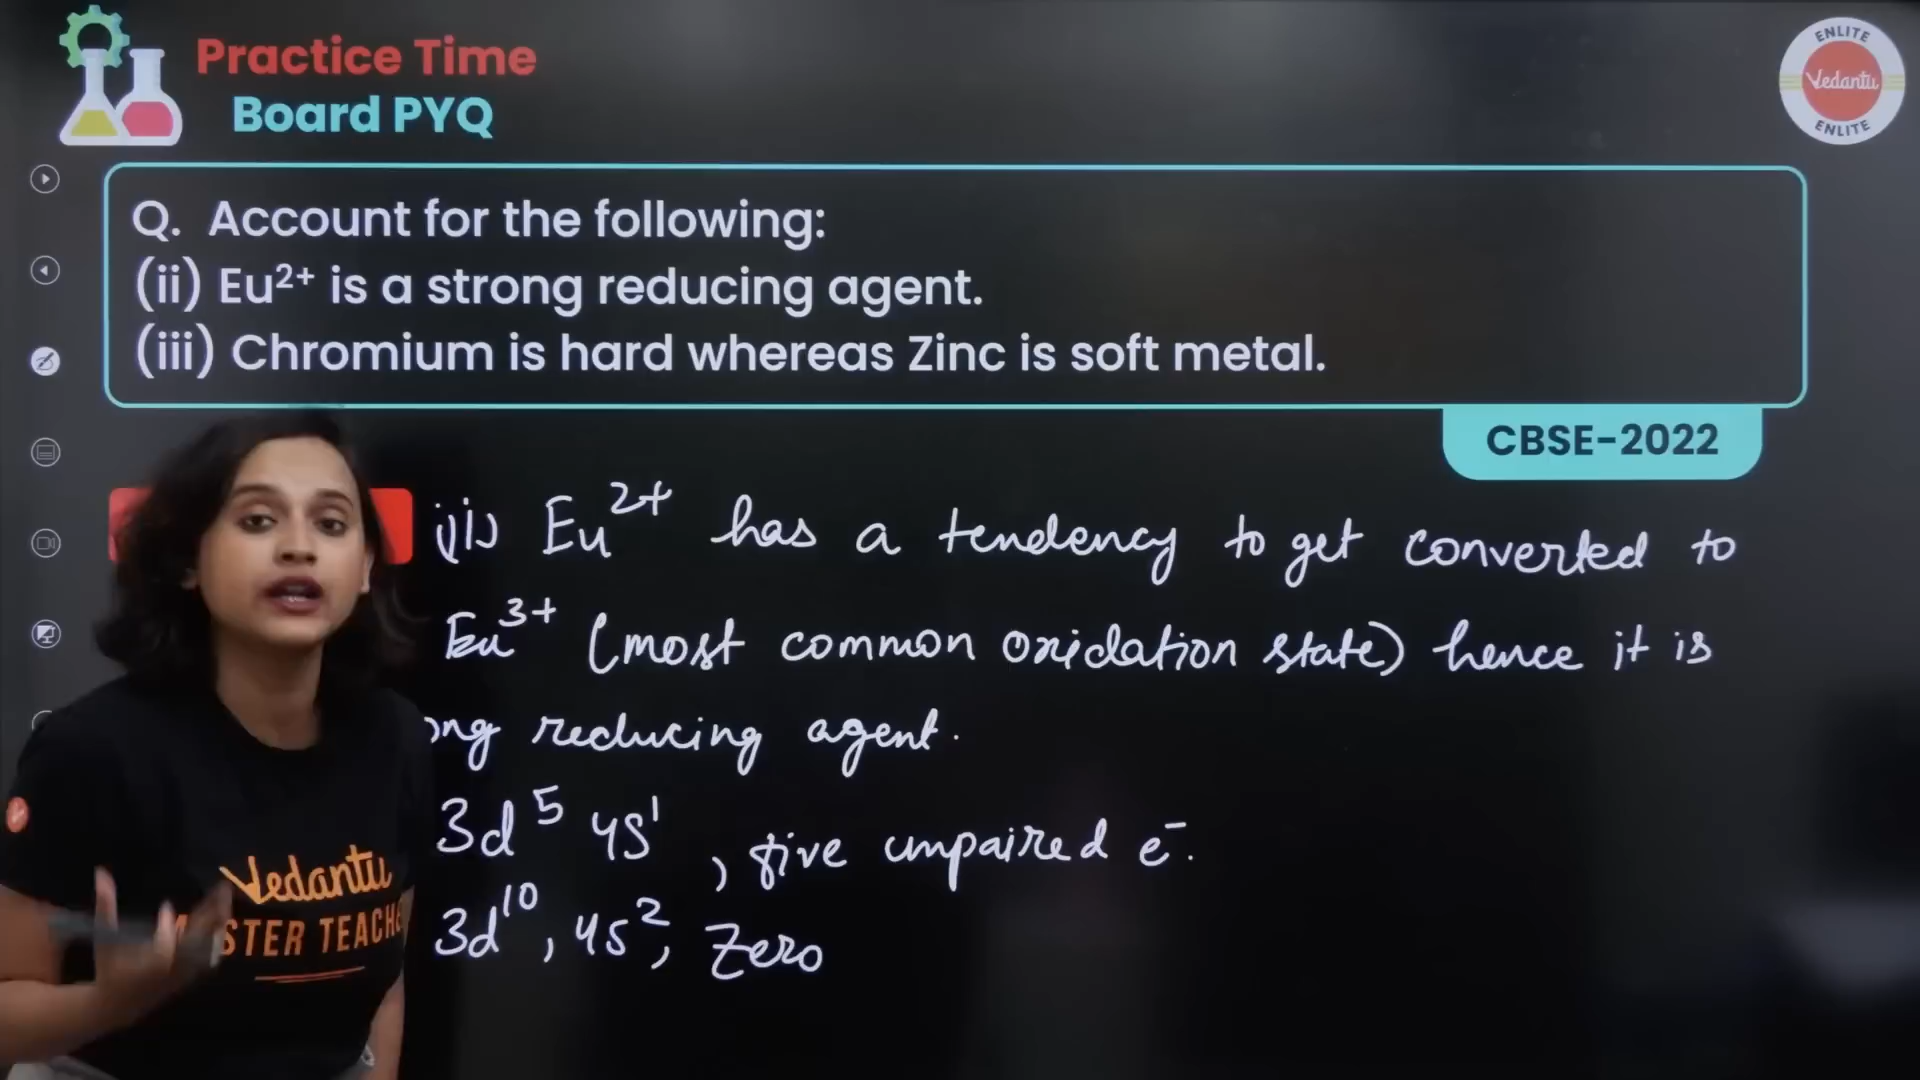 Practice Time
Board PYQ
ENLITE
Vedantu
ENLITE
Q. Account for the following:
(ii) Eu²⁺ is a strong reducing agent.
(iii) Chromium is hard whereas Zinc is soft metal.
CBSE-2022
(ii) Eu²⁺ has a tendency to get converted to
Eu³⁺ (most common oxidation state) hence it is
ong reducing agent.
3d⁵ 4s¹, five unpaired e⁻.
3d¹⁰, 4s², Zero
Vedantu
STER TEACHE